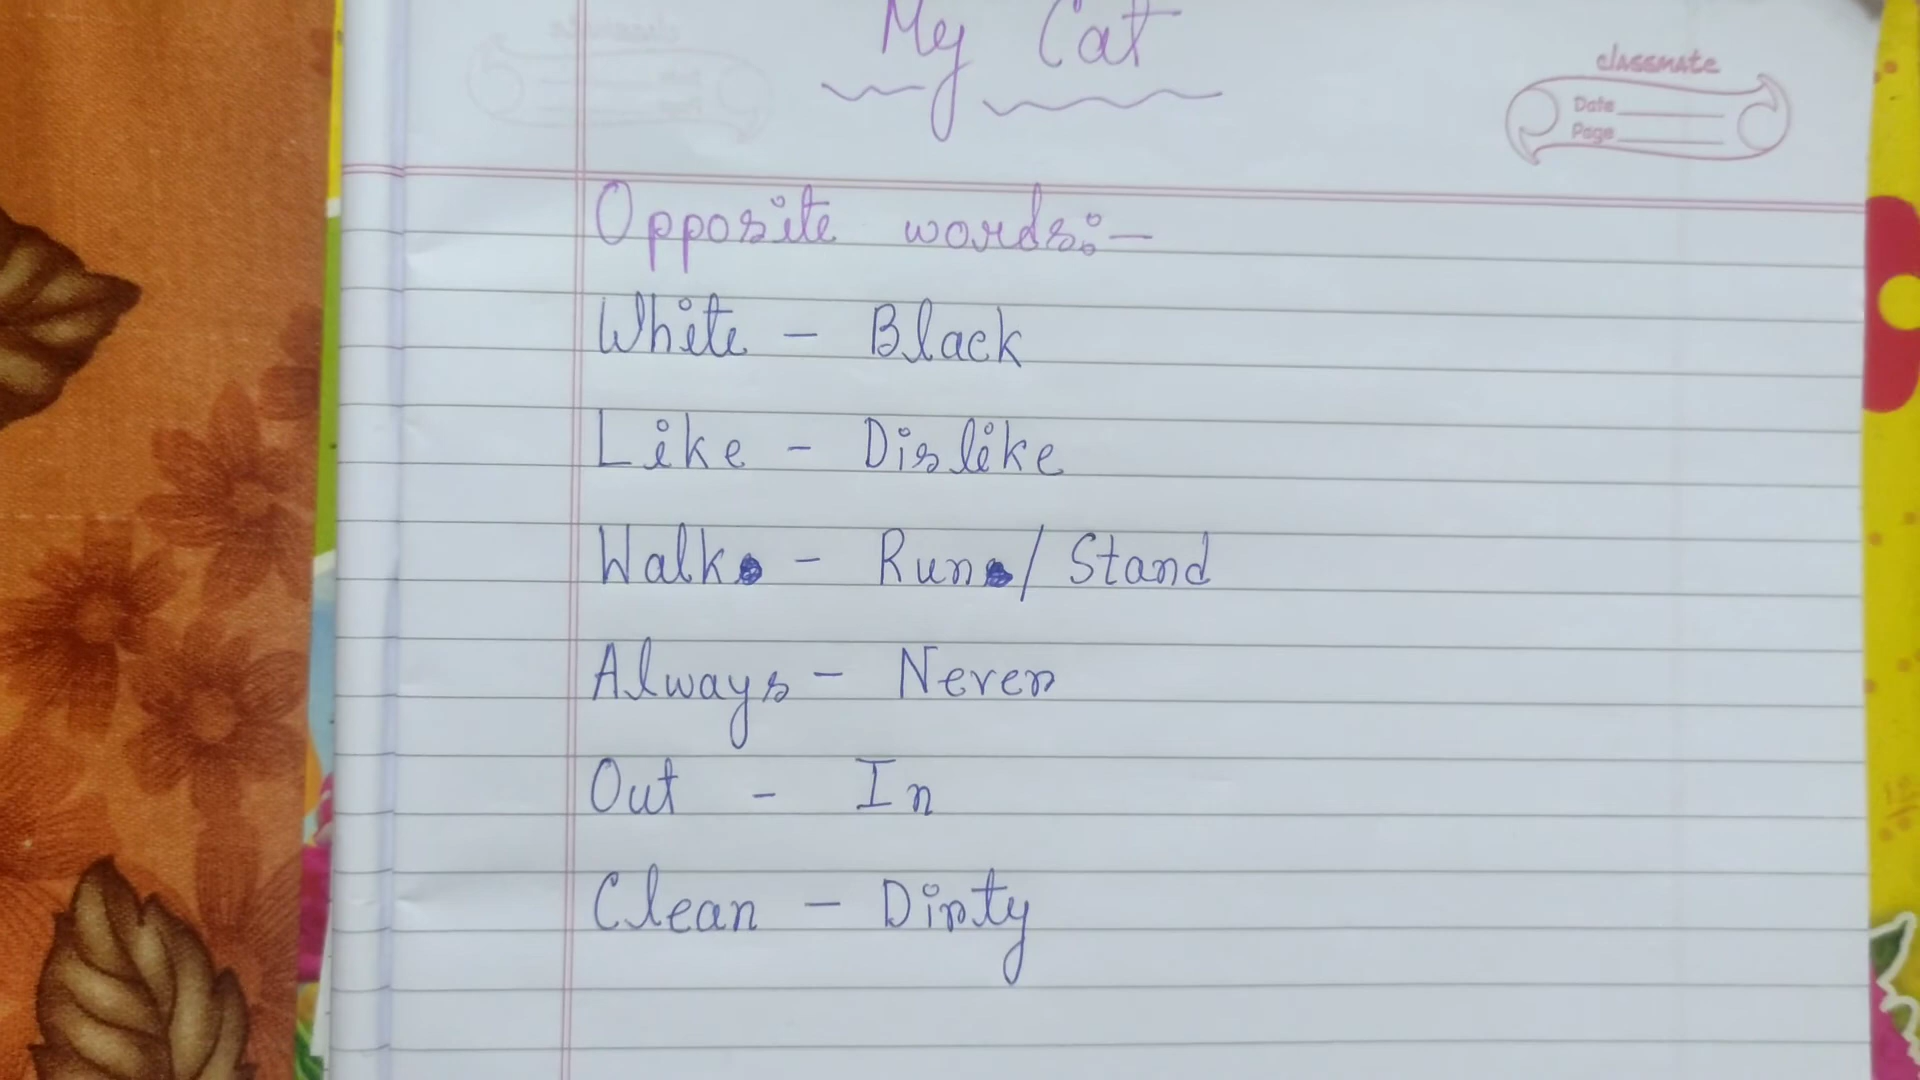 My Cat
classmate
Date
Page
Opposite words:-
White - Black
Like - Dislike
Walk - Run / Stand
Always - Never
Out - In
Clean - Dirty